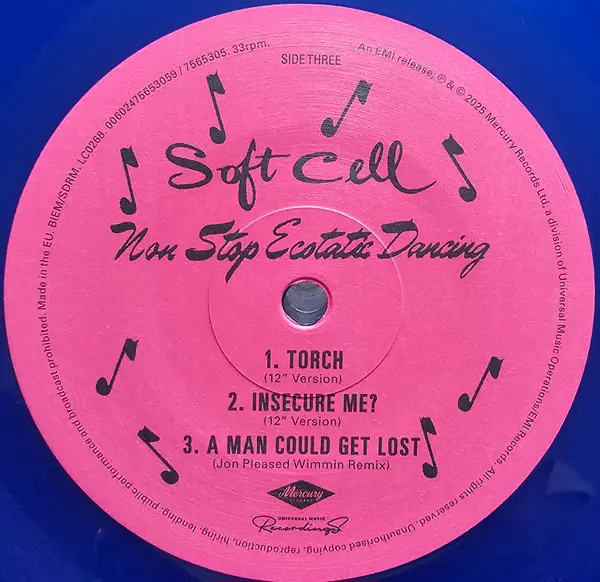 An EMI release, ℗ & © 2025 Mercury Records Ltd. a division of Universal Music Operations/EMI Records. All rights reserved. Unauthorised copying, reproduction, hiring, lending, public performance and broadcast prohibited. Made in the EU. BIEM/SDRM. LC0268. 00602475653059 / 7565305. 33rpm.
SIDE THREE
Soft Cell
Non Stop Ecstatic Dancing
1. TORCH
(12" Version)
2. INSECURE ME?
(12" Version)
3. A MAN COULD GET LOST
(Jon Pleased Wimmin Remix)
Mercury
RECORDS
UNIVERSAL MUSIC
Recordings